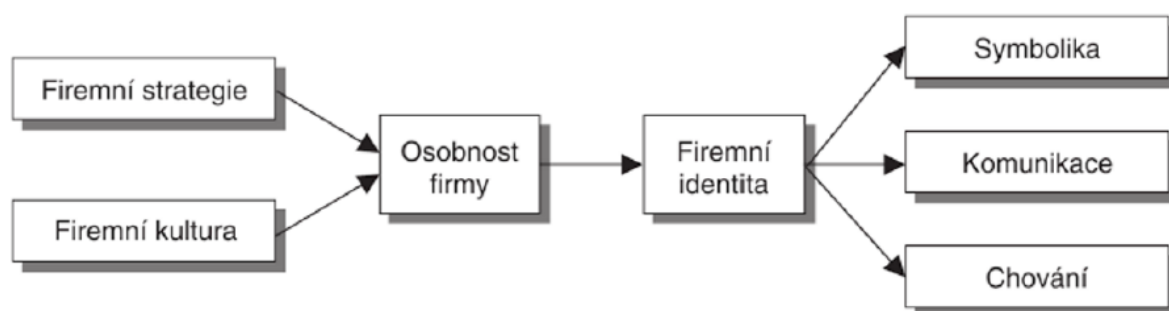 Firemní strategie
Firemní kultura
Osobnost
firmy
Firemní
identita
Symbolika
Komunikace
Chování